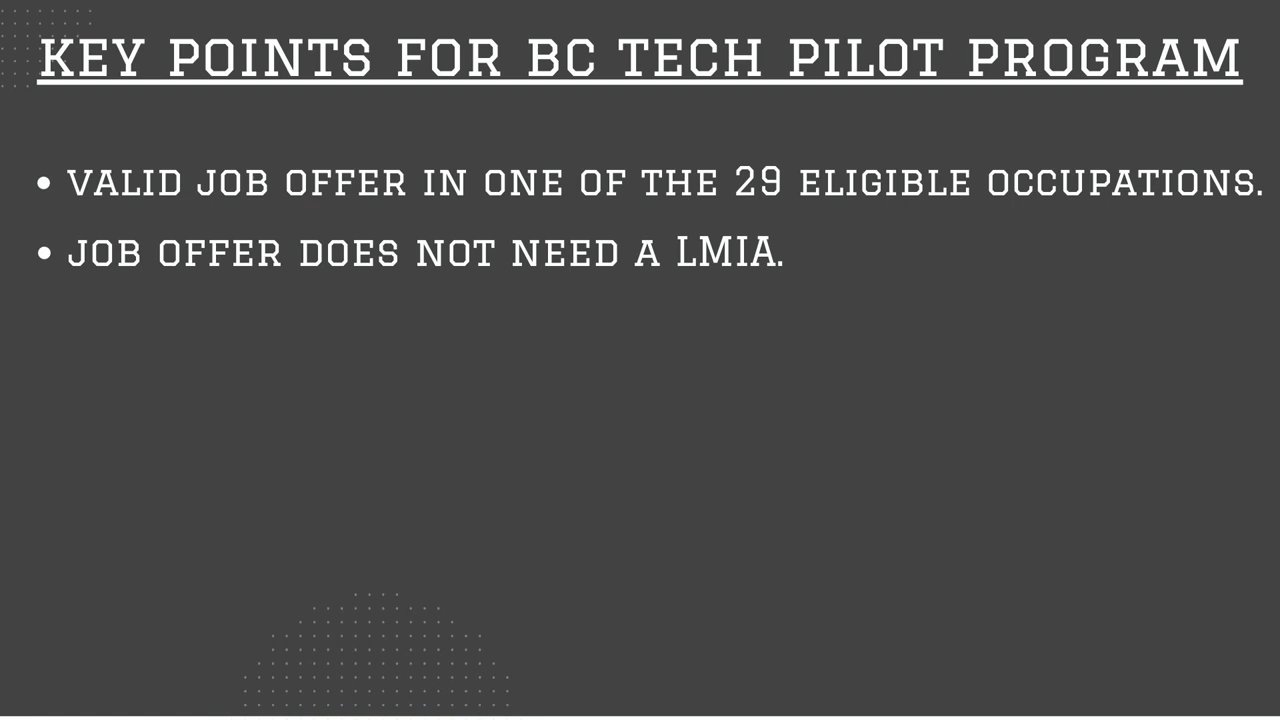 KEY POINTS FOR BC TECH PILOT PROGRAM
• VALID JOB OFFER IN ONE OF THE 29 ELIGIBLE OCCUPATIONS.
• JOB OFFER DOES NOT NEED A LMIA.